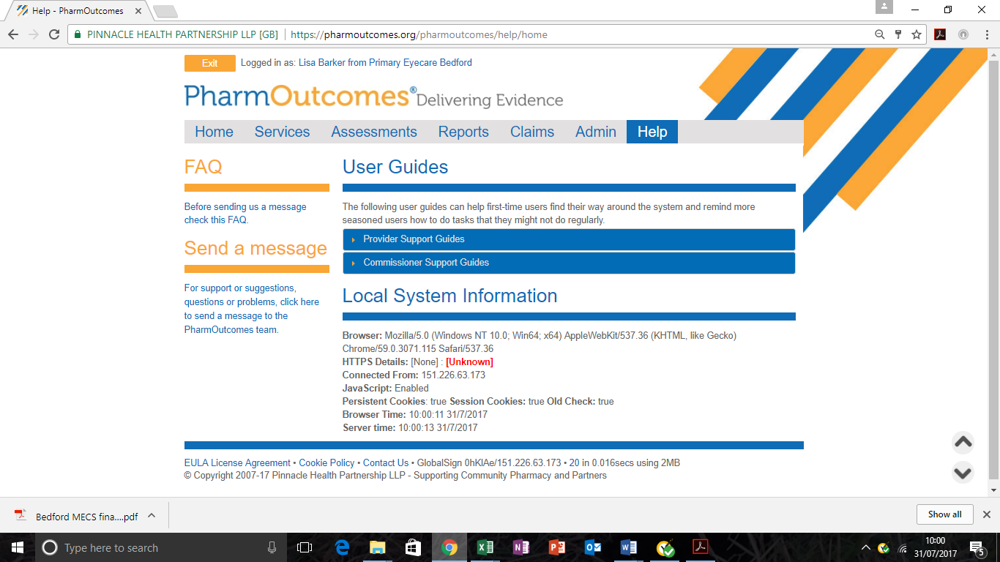 Help - PharmOutcomes
PINNACLE HEALTH PARTNERSHIP LLP [GB] https://pharmoutcomes.org/pharmoutcomes/help/home
Exit Logged in as: Lisa Barker from Primary Eyecare Bedford
PharmOutcomes® Delivering Evidence
Home Services Assessments Reports Claims Admin Help
FAQ
Before sending us a message
check this FAQ.
Send a message
For support or suggestions,
questions or problems, click here
to send a message to the
PharmOutcomes team.
User Guides
The following user guides can help first-time users find their way around the system and remind more
seasoned users how to do tasks that they might not do regularly.
Provider Support Guides
Commissioner Support Guides
Local System Information
Browser: Mozilla/5.0 (Windows NT 10.0; Win64; x64) AppleWebKit/537.36 (KHTML, like Gecko)
Chrome/59.0.3071.115 Safari/537.36
HTTPS Details: [None] : [Unknown]
Connected From: 151.226.63.173
JavaScript: Enabled
Persistent Cookies: true Session Cookies: true Old Check: true
Browser Time: 10:00:11 31/7/2017
Server time: 10:00:13 31/7/2017
EULA License Agreement • Cookie Policy • Contact Us • GlobalSign 0hKlAe/151.226.63.173 • 20 in 0.016secs using 2MB
© Copyright 2007-17 Pinnacle Health Partnership LLP - Supporting Community Pharmacy and Partners
Bedford MECS fina....pdf
Show all
Type here to search
10:00
31/07/2017
5